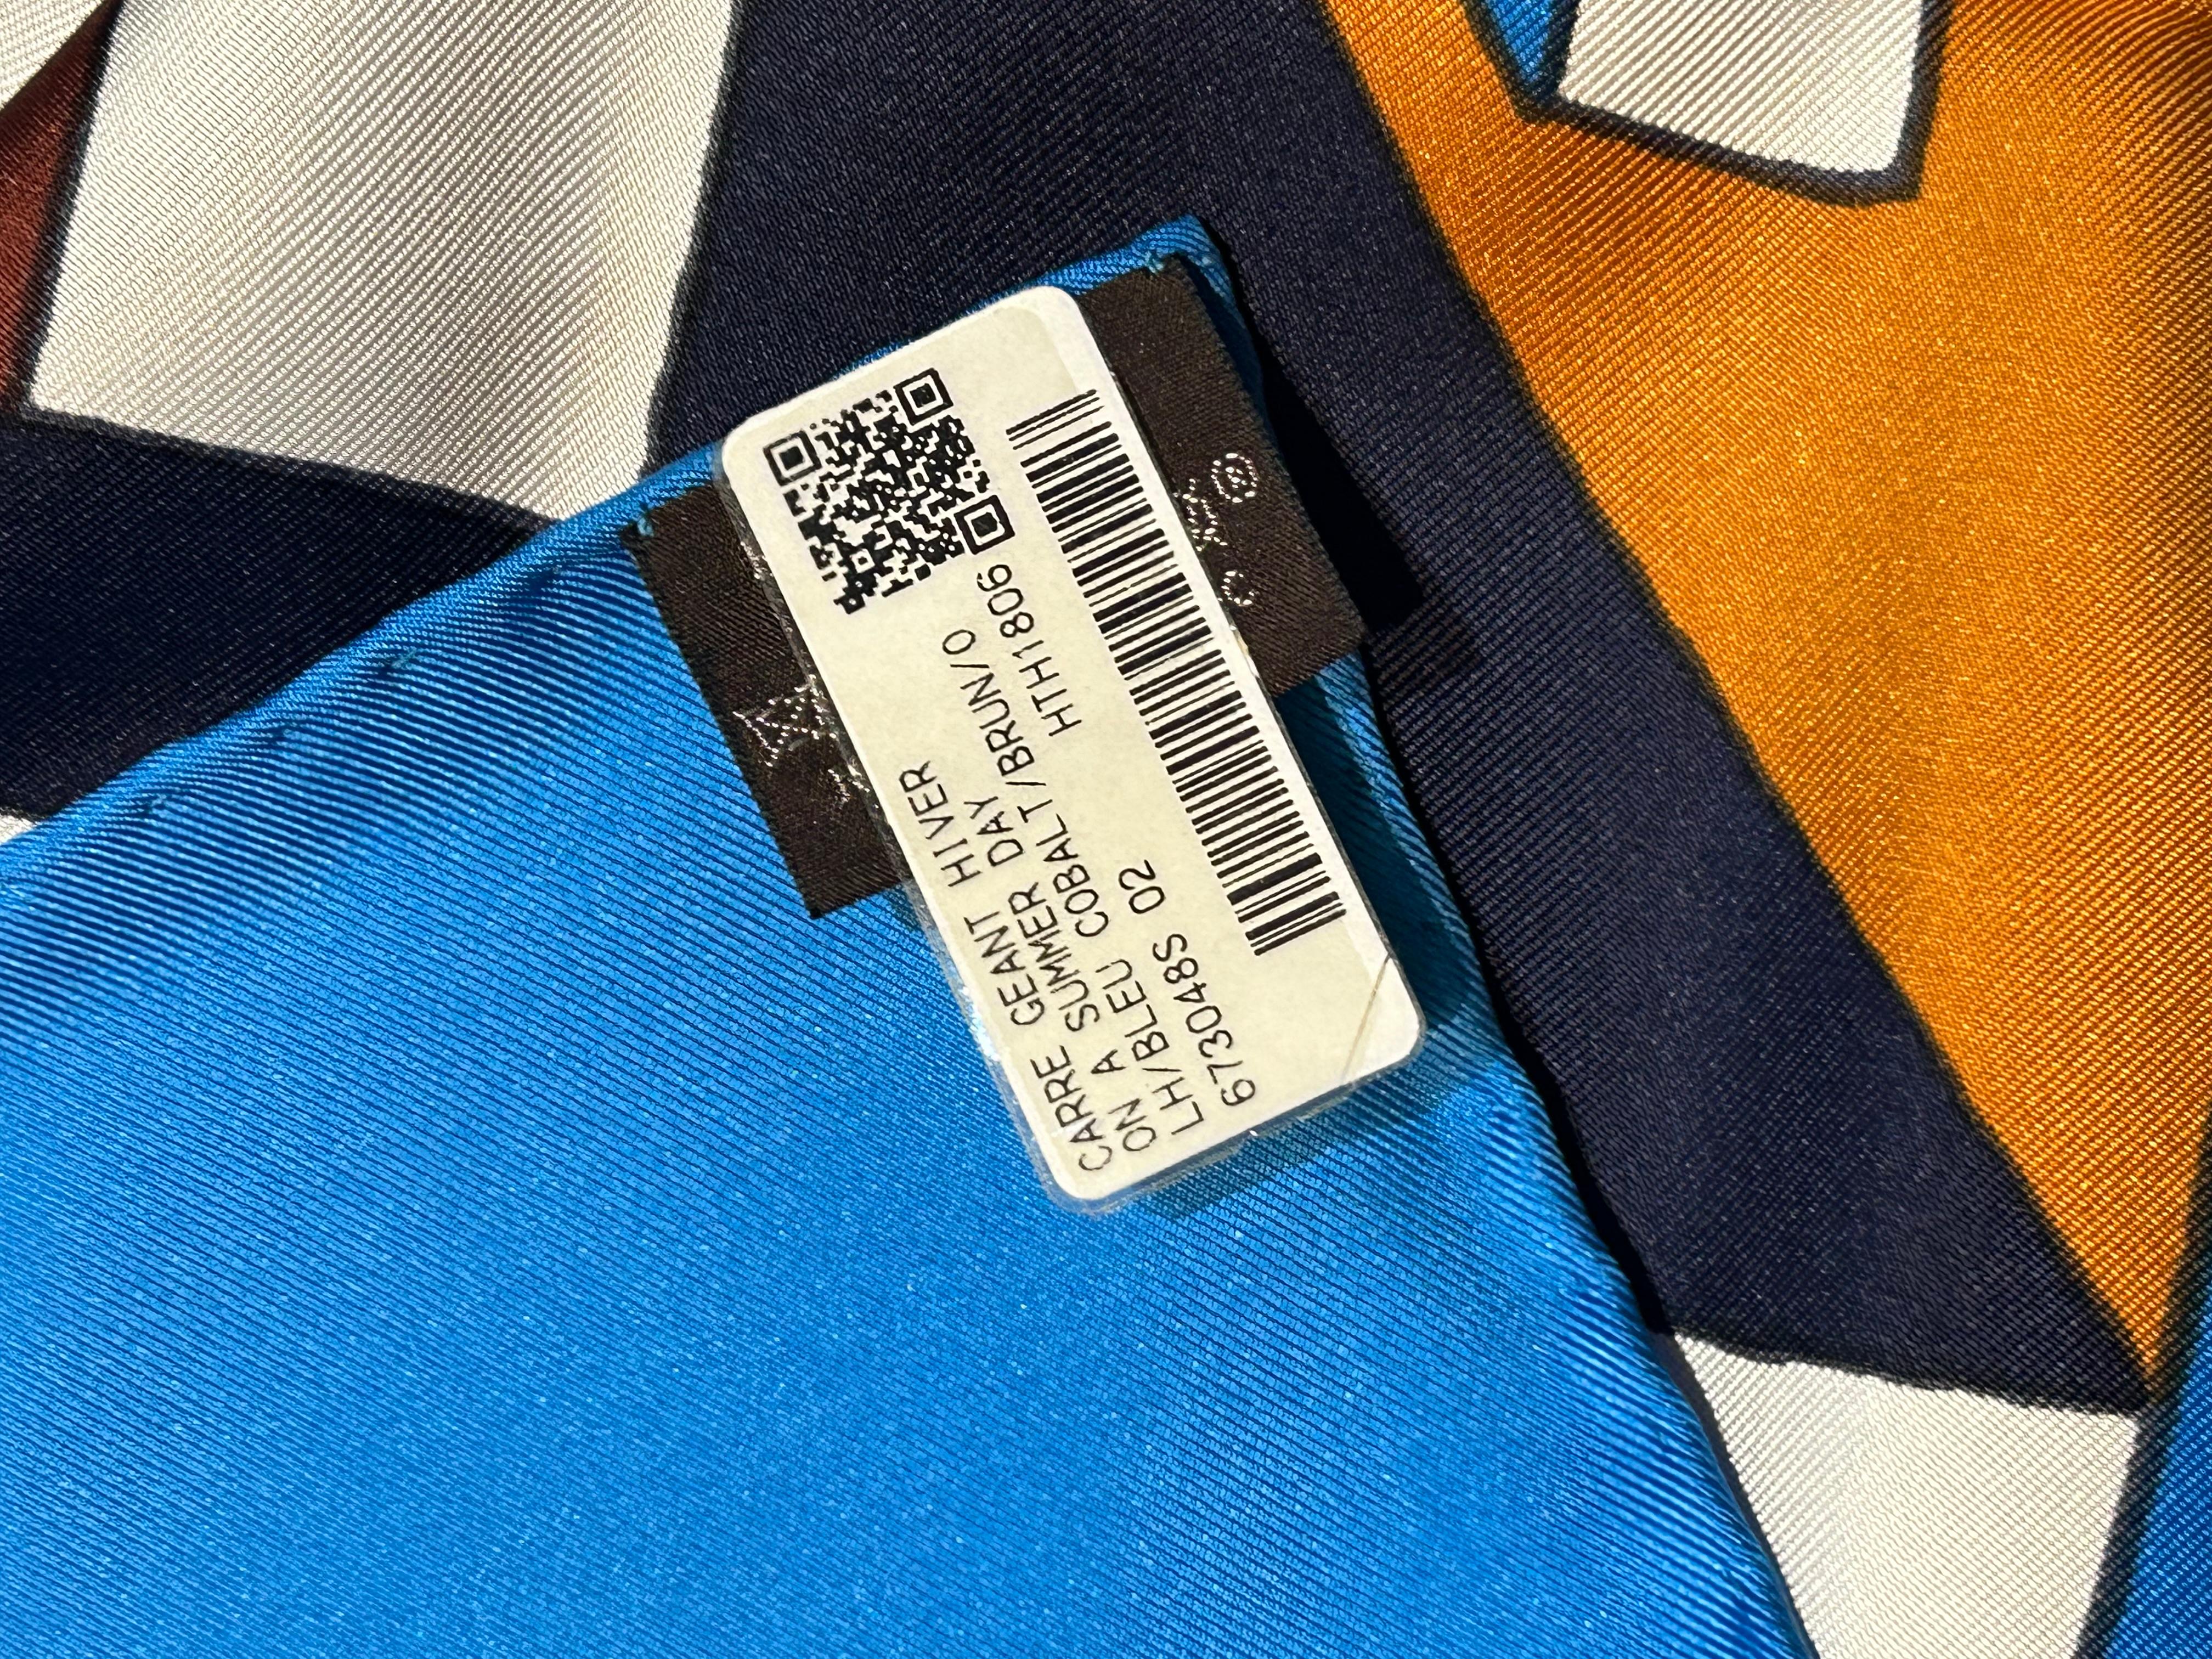 CARRE GEANT HIVER
ON A SUMMER DAY
LH/BLEU COBALT/BRUN/O
673048S 02 HTH1806